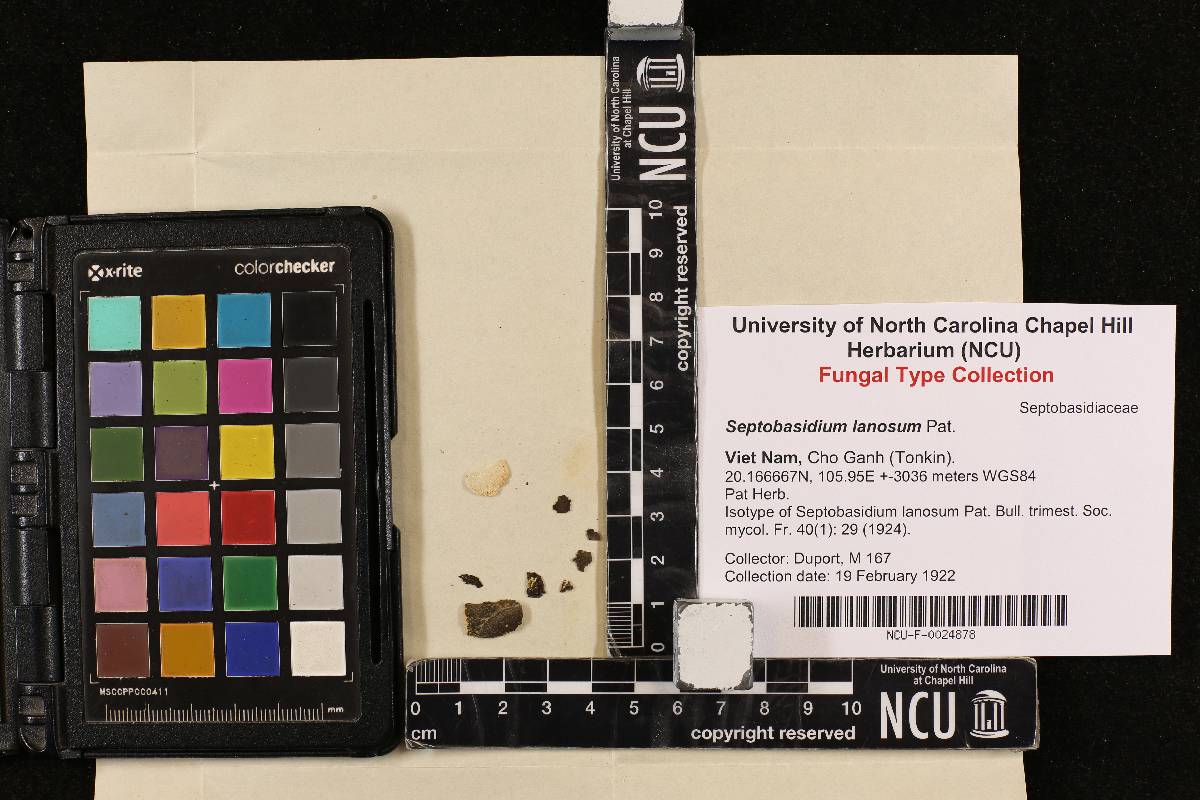 University of North Carolina
at Chapel Hill
NCU
10
9
8
7
6
5
4
3
2
1
0
copyright reserved
x·rite
colorchecker
MSCCPPCC0411
mm
University of North Carolina Chapel Hill
Herbarium (NCU)
Fungal Type Collection
Septobasidiaceae
Septobasidium lanosum Pat.
Viet Nam, Cho Ganh (Tonkin).
20.166667N, 105.95E +-3036 meters WGS84
Pat Herb.
Isotype of Septobasidium lanosum Pat. Bull. trimest. Soc.
mycol. Fr. 40(1): 29 (1924).
Collector: Duport, M 167
Collection date: 19 February 1922
NCU-F-0024878
0 1 2 3 4 5 6 7 8 9 10
cm
copyright reserved
University of North Carolina
at Chapel Hill
NCU